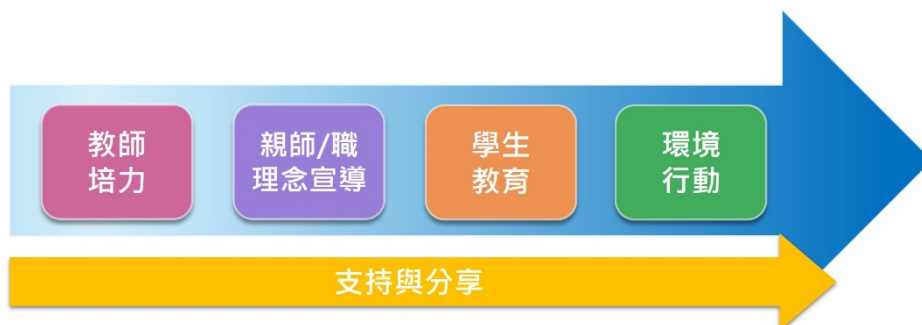 教師
培力
親師/職
理念宣導
學生
教育
環境
行動
支持與分享